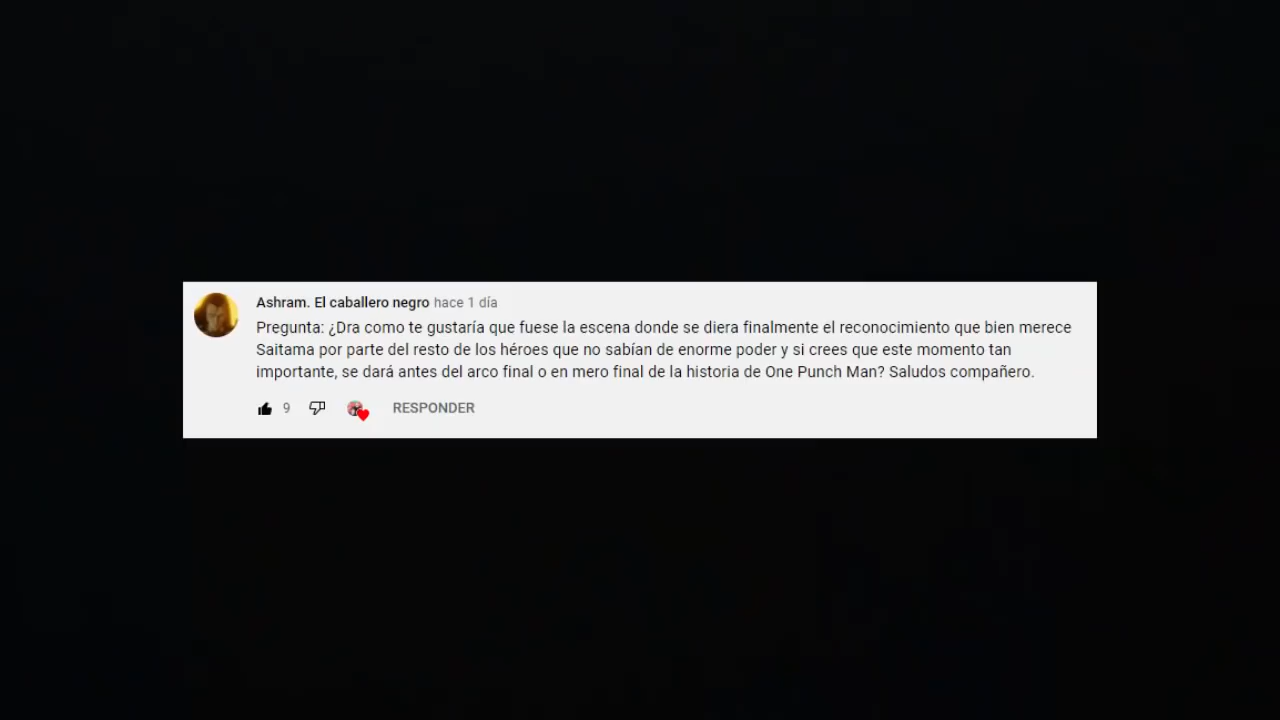 Ashram. El caballero negro hace 1 día
Pregunta: ¿Dra como te gustaría que fuese la escena donde se diera finalmente el reconocimiento que bien merece
Saitama por parte del resto de los héroes que no sabían de enorme poder y si crees que este momento tan
importante, se dará antes del arco final o en mero final de la historia de One Punch Man? Saludos compañero.
9 RESPONDER